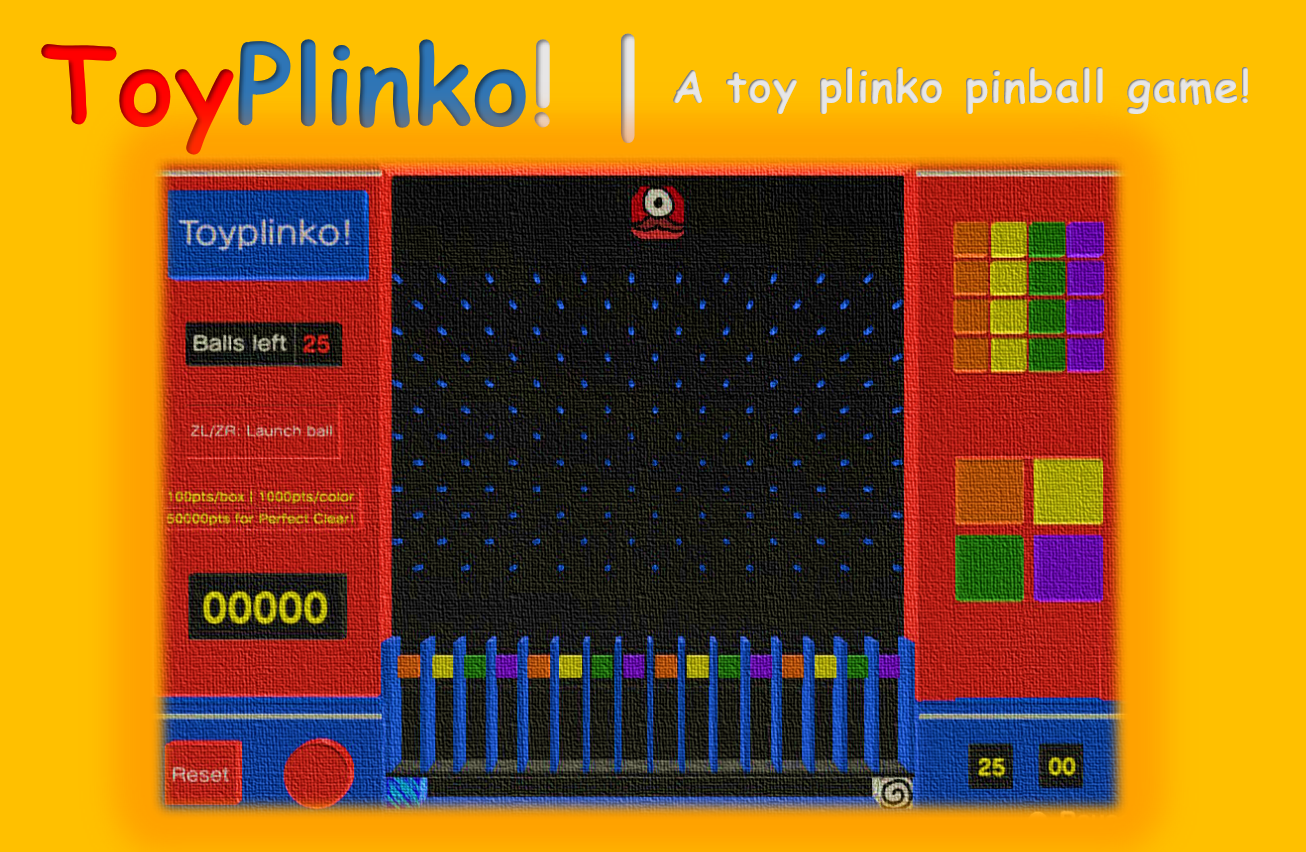 ToyPlinko! | A toy plinko pinball game!
Toyplinko!
Balls left 25
ZL/ZR: Launch ball
100pts/box | 1000pts/color
50000pts for Perfect Clear!
00000
Reset
25 00